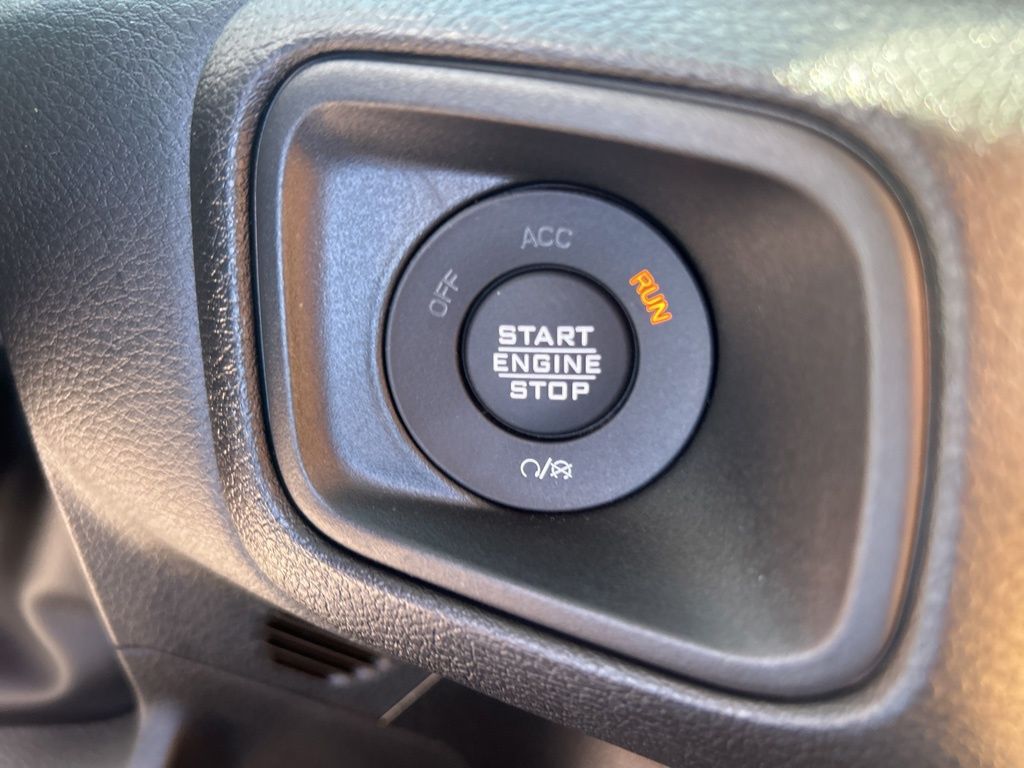 OFF
ACC
RUN
START
ENGINE
STOP